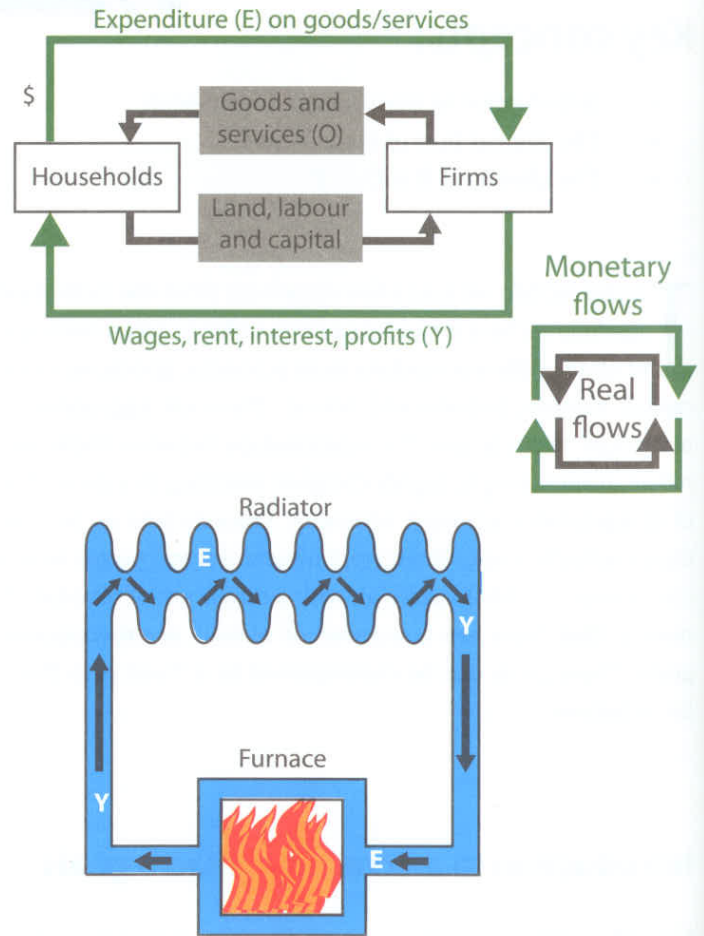 Expenditure (E) on goods/services
$
Goods and
services (O)
Households
Firms
Land, labour
and capital
Wages, rent, interest, profits (Y)
Monetary
flows
Real
flows
Radiator
E
Y
Furnace
Y
E